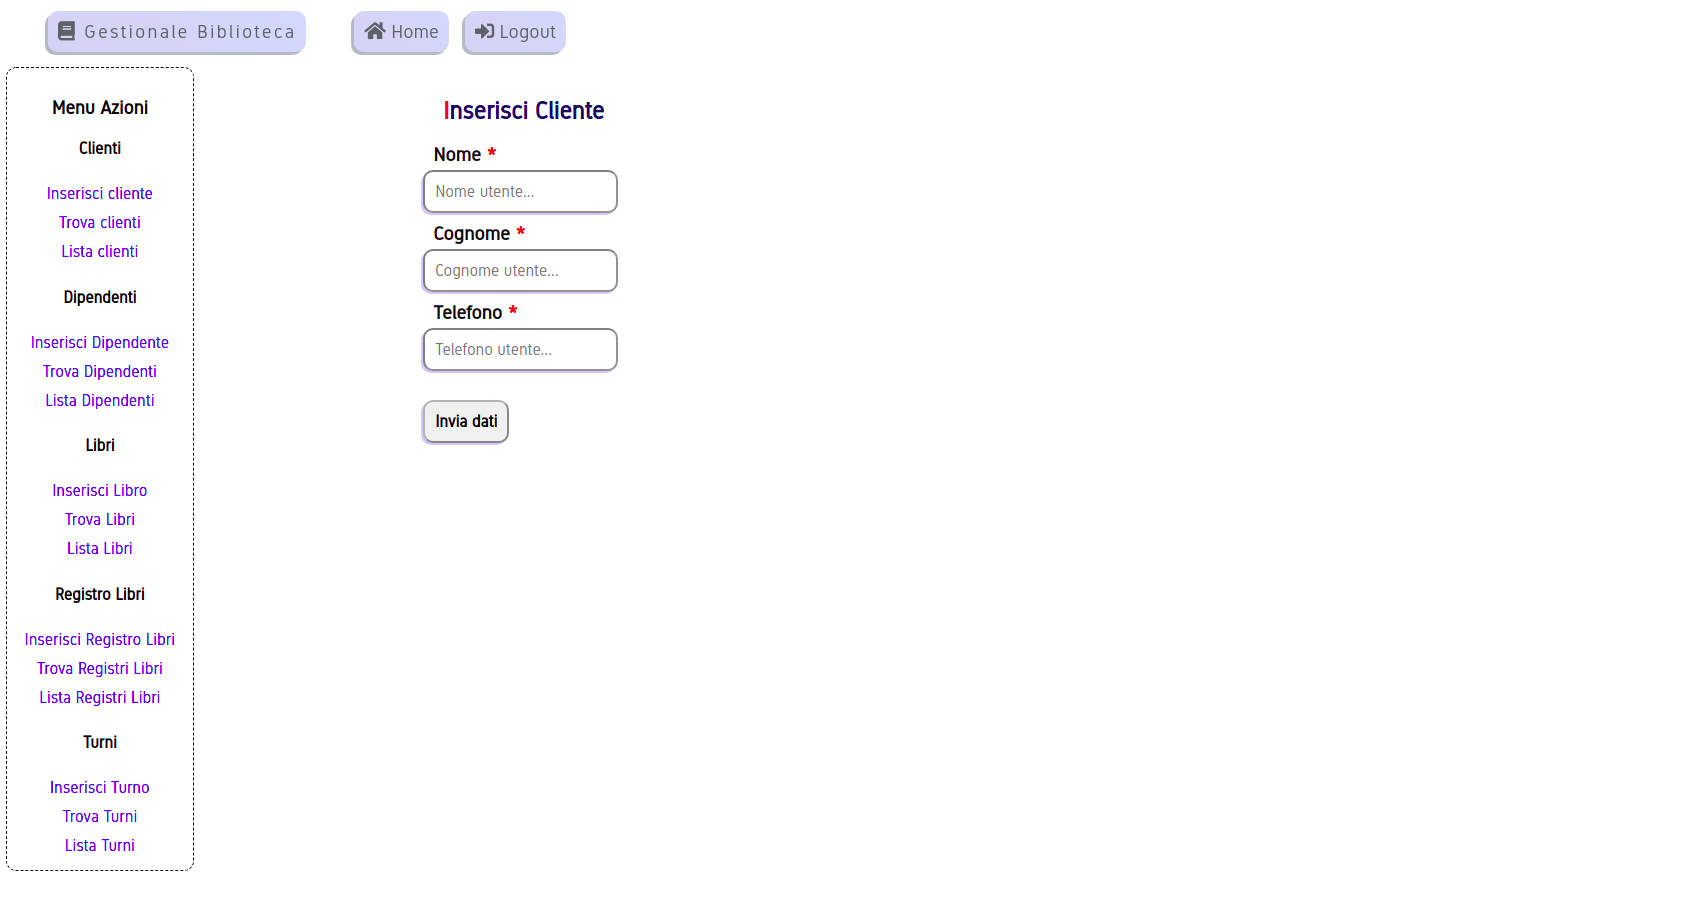 Gestionale Biblioteca
Home
Logout
Menu Azioni
Clienti
Inserisci cliente
Trova clienti
Lista clienti
Dipendenti
Inserisci Dipendente
Trova Dipendenti
Lista Dipendenti
Libri
Inserisci Libro
Trova Libri
Lista Libri
Registro Libri
Inserisci Registro Libri
Trova Registri Libri
Lista Registri Libri
Turni
Inserisci Turno
Trova Turni
Lista Turni
Inserisci Cliente
Nome *
Nome utente...
Cognome *
Cognome utente...
Telefono *
Telefono utente...
Invia dati